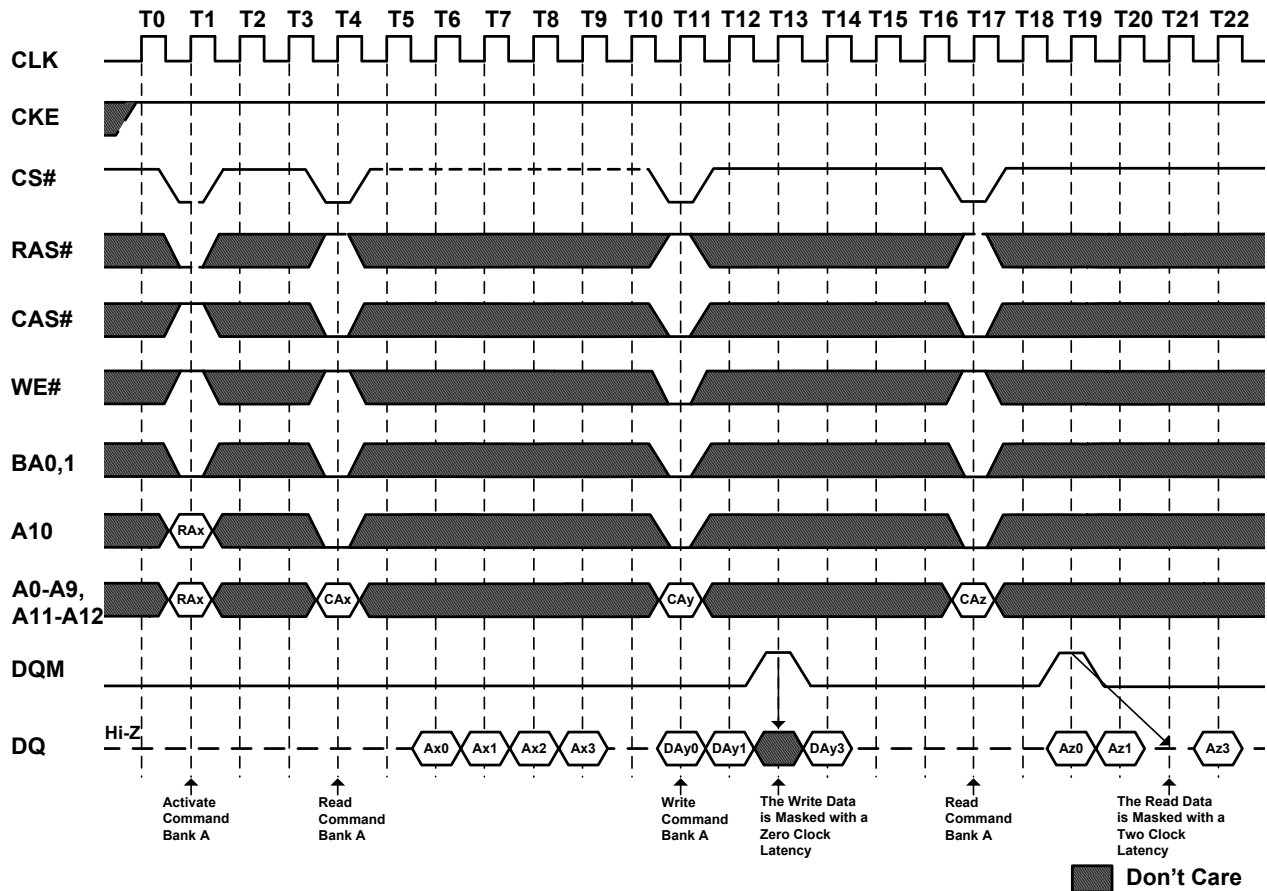 T0 T1 T2 T3 T4 T5 T6 T7 T8 T9 T10 T11 T12 T13 T14 T15 T16 T17 T18 T19 T20 T21 T22
CLK
CKE
CS#
RAS#
CAS#
WE#
BA0,1
A10
RAx
A0-A9,
A11-A12
RAx CAx CAy CAz
DQM
DQ
Hi-Z
Ax0 Ax1 Ax2 Ax3 DAy0 DAy1 DAy3 Az0 Az1 Az3
Activate
Command
Bank A
Read
Command
Bank A
Write
Command
Bank A
The Write Data
is Masked with a
Zero Clock
Latency
Read
Command
Bank A
The Read Data
is Masked with a
Two Clock
Latency
Don't Care